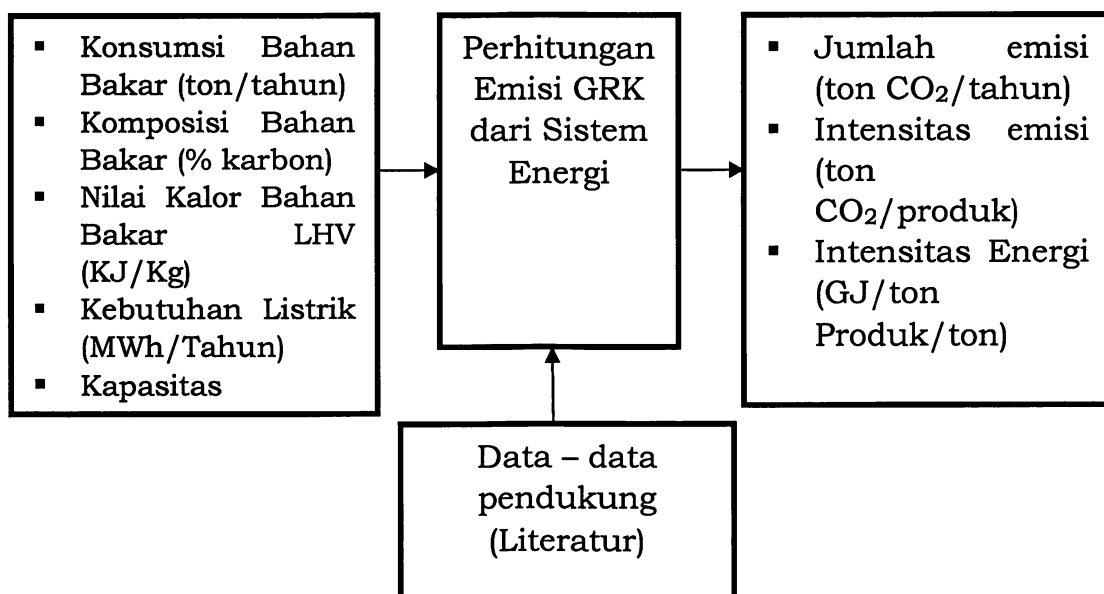 ▪ Konsumsi Bahan
Bakar (ton/tahun)
▪ Komposisi Bahan
Bakar (% karbon)
▪ Nilai Kalor Bahan
Bakar LHV
(KJ/Kg)
▪ Kebutuhan Listrik
(MWh/Tahun)
▪ Kapasitas
Perhitungan
Emisi GRK
dari Sistem
Energi
▪ Jumlah emisi
(ton CO₂/tahun)
▪ Intensitas emisi
(ton
CO₂/produk)
▪ Intensitas Energi
(GJ/ton
Produk/ton)
Data – data
pendukung
(Literatur)